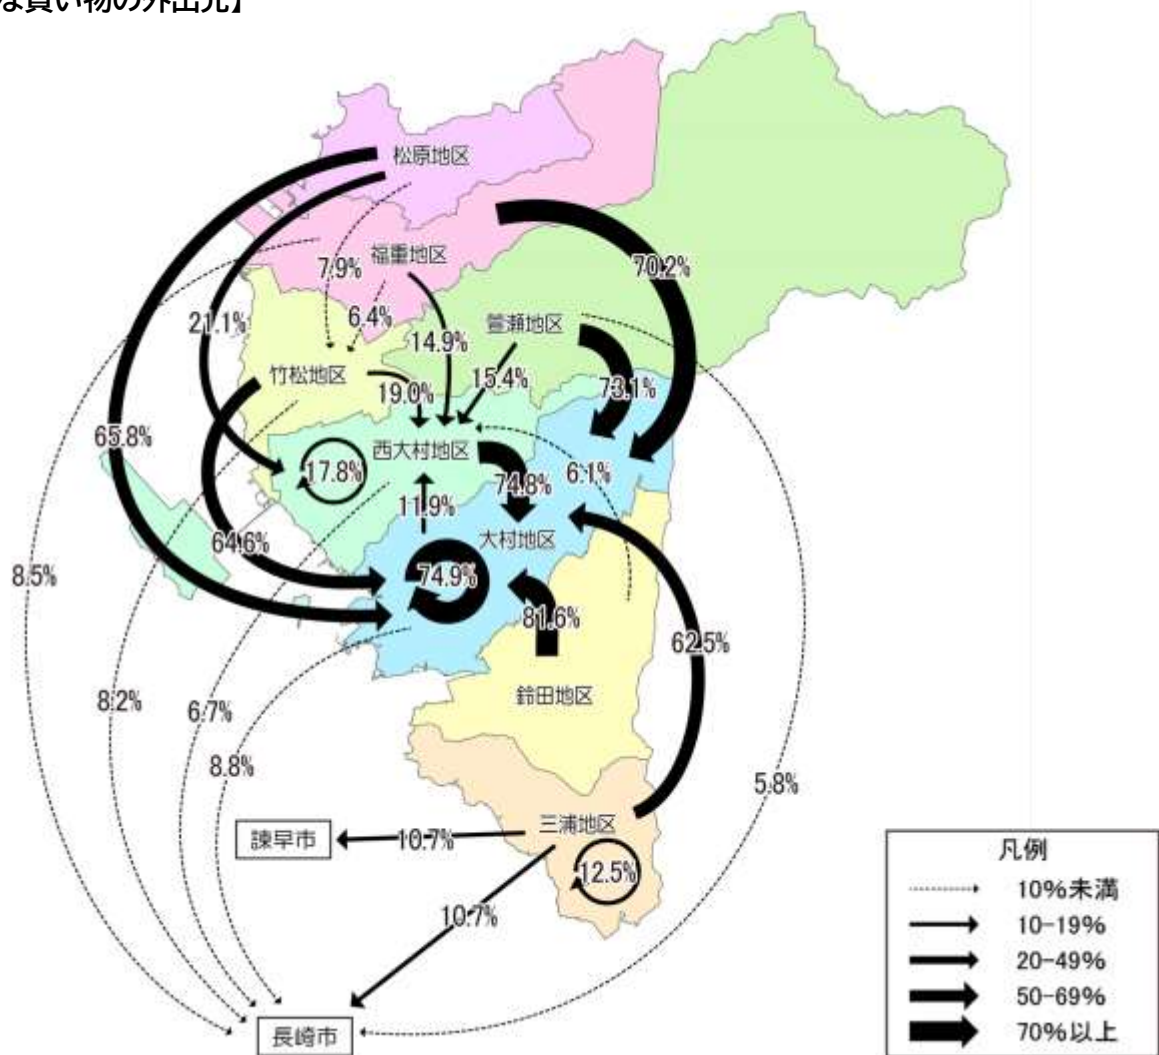 な買い物の外出元】
松原地区
福重地区
7.9%
70.2%
21.1%
6.4%
萱瀬地区
14.9%
竹松地区
15.4%
19.0%
73.1%
65.8%
西大村地区
17.8%
74.8%
6.1%
11.9%
大村地区
64.6%
74.9%
8.5%
81.6%
62.5%
鈴田地区
8.2%
6.7%
8.8%
5.8%
三浦地区
諫早市
10.7%
12.5%
10.7%
長崎市
凡例
10%未満
10-19%
20-49%
50-69%
70%以上